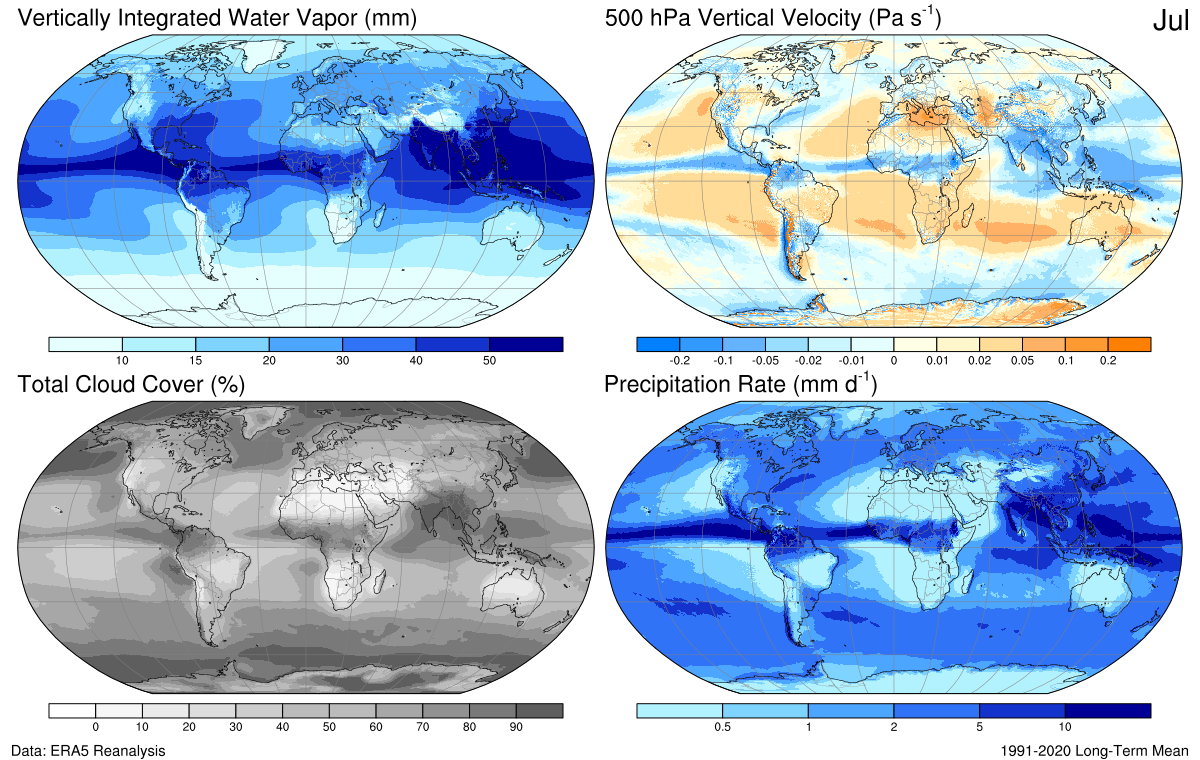 Vertically Integrated Water Vapor (mm)
500 hPa Vertical Velocity (Pa s⁻¹)
Jul
10 15 20 30 40 50
-0.2 -0.1 -0.05 -0.02 -0.01 0 0.01 0.02 0.05 0.1 0.2
Total Cloud Cover (%)
Precipitation Rate (mm d⁻¹)
0 10 20 30 40 50 60 70 80 90
0.5 1 2 5 10
Data: ERA5 Reanalysis
1991-2020 Long-Term Mean